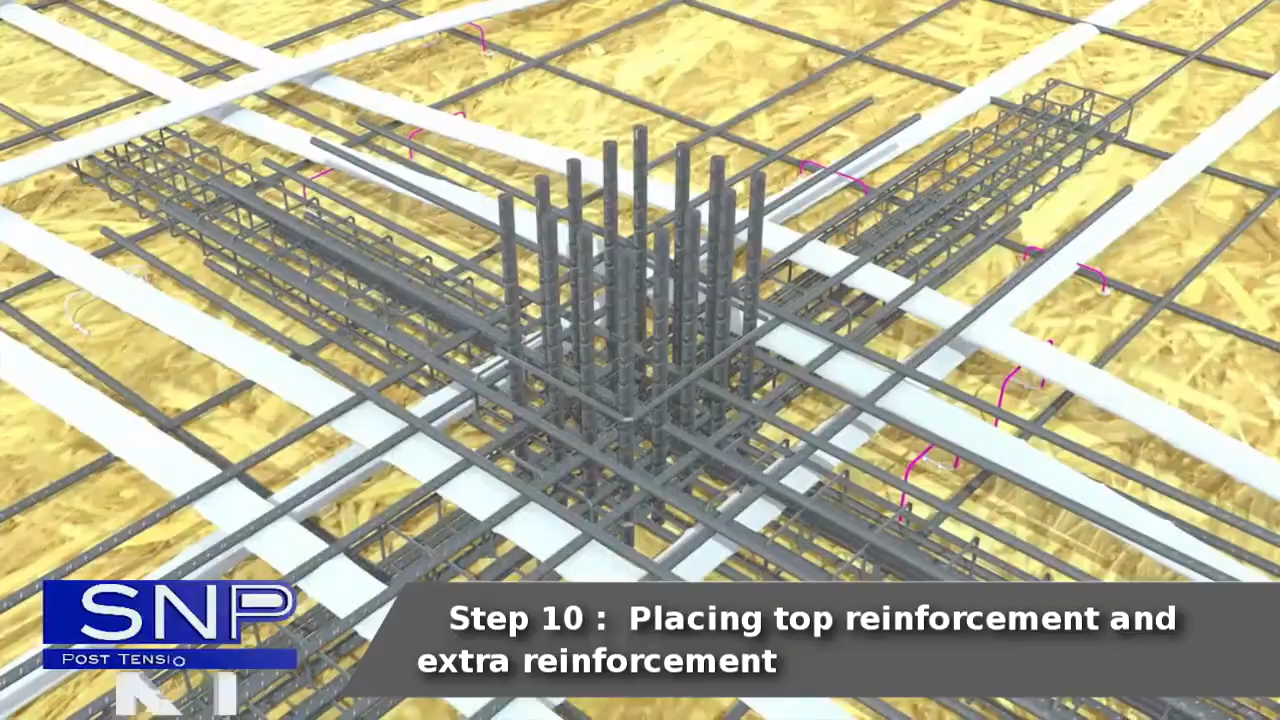 SNP
POST TENSIO
Step 10 : Placing top reinforcement and
extra reinforcement